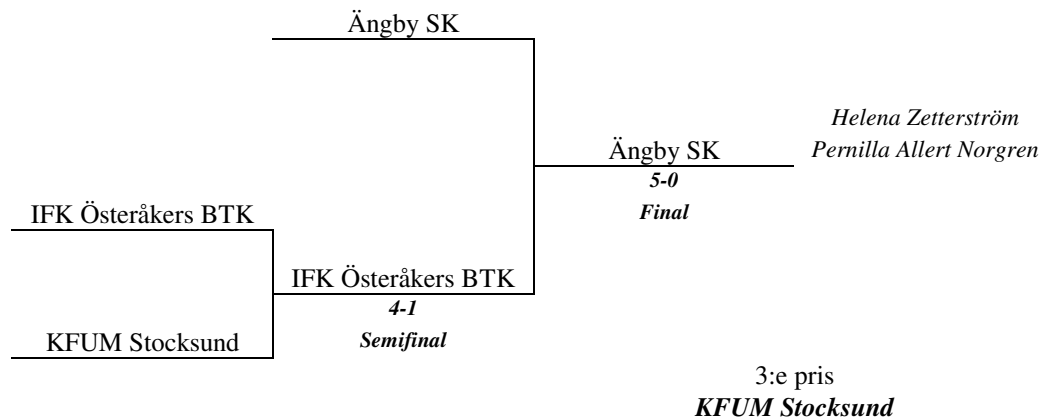 Ängby SK
Helena Zetterström
Ängby SK
Pernilla Allert Norgren
5-0
Final
IFK Österåkers BTK
IFK Österåkers BTK
4-1
Semifinal
KFUM Stocksund
3:e pris
KFUM Stocksund